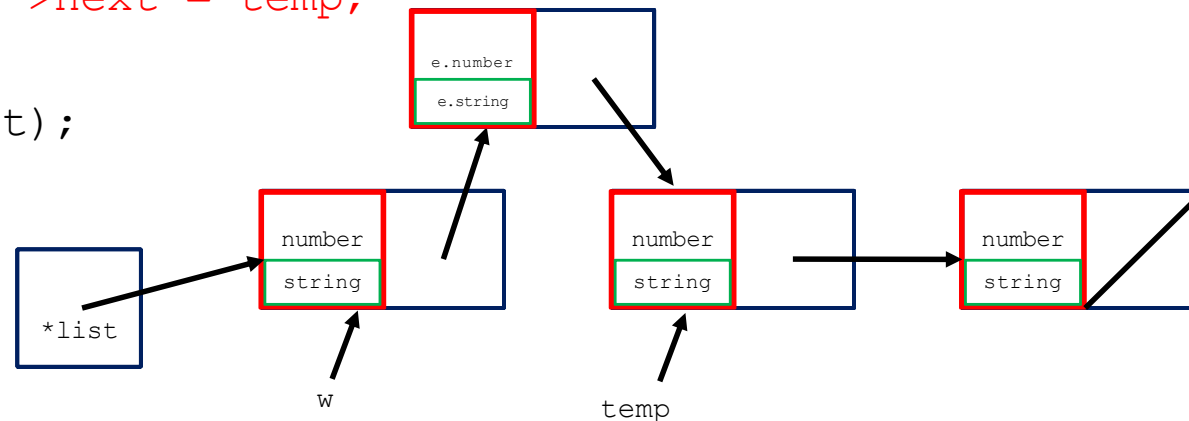 >next = temp;
e.number
e.string
t);
number
string
number
string
number
string
*list
w
temp